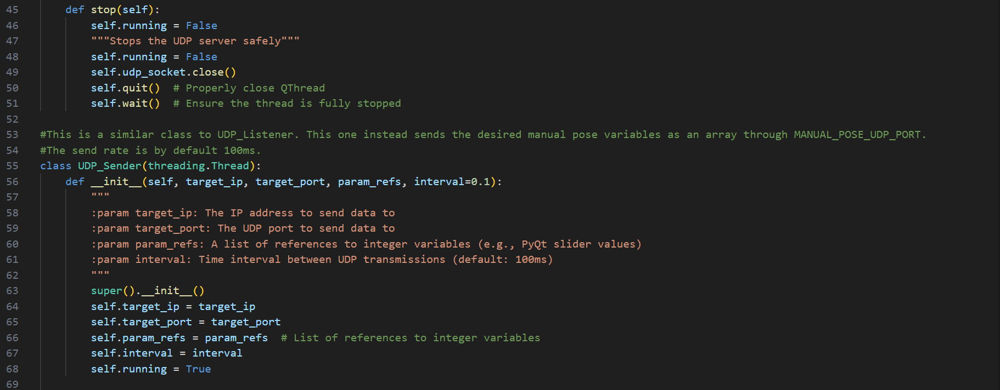 45 def stop(self):
46 self.running = False
47 """Stops the UDP server safely"""
48 self.running = False
49 self.udp_socket.close()
50 self.quit()  # Properly close QThread
51 self.wait()  # Ensure the thread is fully stopped
52
53 #This is a similar class to UDP_Listener. This one instead sends the desired manual pose variables as an array through MANUAL_POSE_UDP_PORT.
54 #The send rate is by default 100ms.
55 class UDP_Sender(threading.Thread):
56 def __init__(self, target_ip, target_port, param_refs, interval=0.1):
57 """
58 :param target_ip: The IP address to send data to
59 :param target_port: The UDP port to send data to
60 :param param_refs: A list of references to integer variables (e.g., PyQt slider values)
61 :param interval: Time interval between UDP transmissions (default: 100ms)
62 """
63 super().__init__()
64 self.target_ip = target_ip
65 self.target_port = target_port
66 self.param_refs = param_refs  # List of references to integer variables
67 self.interval = interval
68 self.running = True
69